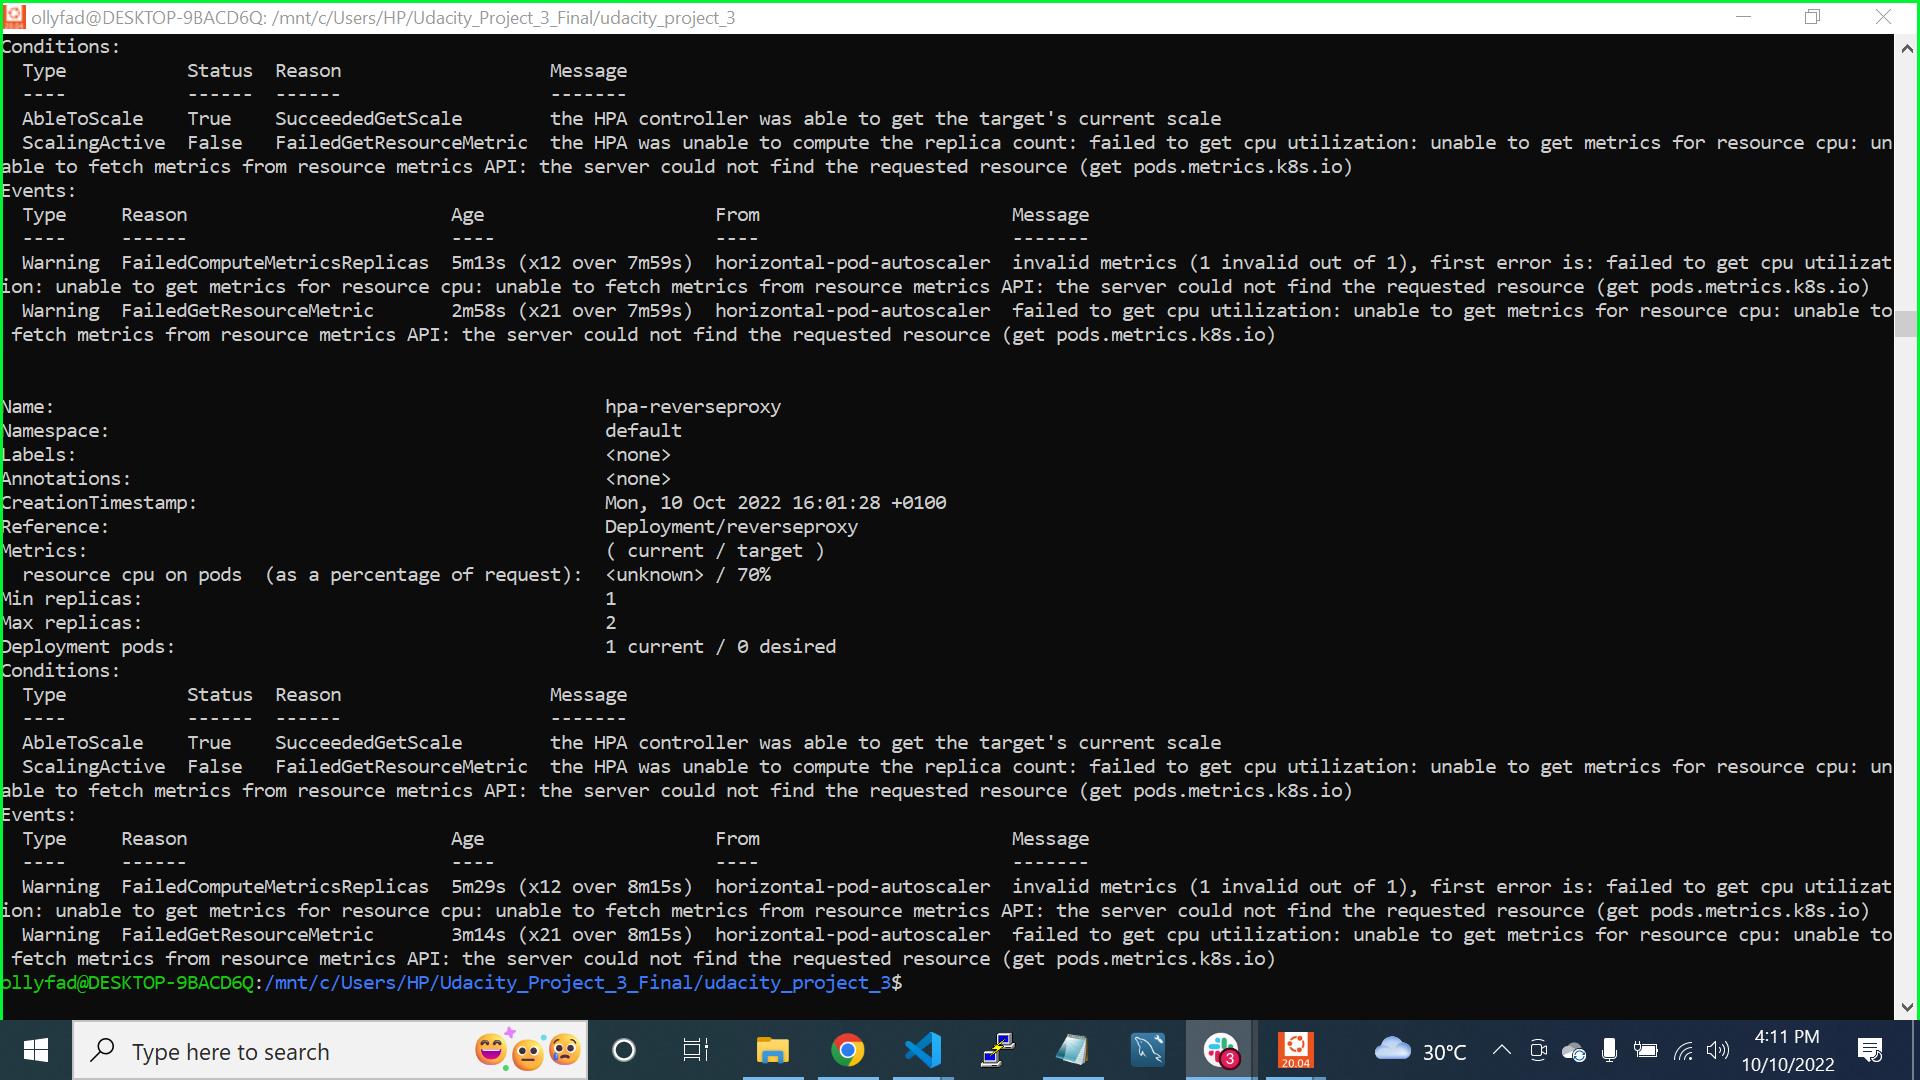 ollyfad@DESKTOP-9BACD6Q: /mnt/c/Users/HP/Udacity_Project_3_Final/udacity_project_3
Conditions:
  Type           Status  Reason                   Message
  ----           ------  ------                   -------
  AbleToScale    True    SucceededGetScale        the HPA controller was able to get the target's current scale
  ScalingActive  False   FailedGetResourceMetric  the HPA was unable to compute the replica count: failed to get cpu utilization: unable to get metrics for resource cpu: un
able to fetch metrics from resource metrics API: the server could not find the requested resource (get pods.metrics.k8s.io)
Events:
  Type     Reason                        Age                     From                       Message
  ----     ------                        ----                    ----                       -------
  Warning  FailedComputeMetricsReplicas  5m13s (x12 over 7m59s)  horizontal-pod-autoscaler  invalid metrics (1 invalid out of 1), first error is: failed to get cpu utilizat
ion: unable to get metrics for resource cpu: unable to fetch metrics from resource metrics API: the server could not find the requested resource (get pods.metrics.k8s.io)
  Warning  FailedGetResourceMetric       2m58s (x21 over 7m59s)  horizontal-pod-autoscaler  failed to get cpu utilization: unable to get metrics for resource cpu: unable to
 fetch metrics from resource metrics API: the server could not find the requested resource (get pods.metrics.k8s.io)
Name:                                                  hpa-reverseproxy
Namespace:                                             default
Labels:                                                <none>
Annotations:                                           <none>
CreationTimestamp:                                     Mon, 10 Oct 2022 16:01:28 +0100
Reference:                                             Deployment/reverseproxy
Metrics:                                               ( current / target )
  resource cpu on pods  (as a percentage of request):  <unknown> / 70%
Min replicas:                                          1
Max replicas:                                          2
Deployment pods:                                       1 current / 0 desired
Conditions:
  Type           Status  Reason                   Message
  ----           ------  ------                   -------
  AbleToScale    True    SucceededGetScale        the HPA controller was able to get the target's current scale
  ScalingActive  False   FailedGetResourceMetric  the HPA was unable to compute the replica count: failed to get cpu utilization: unable to get metrics for resource cpu: un
able to fetch metrics from resource metrics API: the server could not find the requested resource (get pods.metrics.k8s.io)
Events:
  Type     Reason                        Age                     From                       Message
  ----     ------                        ----                    ----                       -------
  Warning  FailedComputeMetricsReplicas  5m29s (x12 over 8m15s)  horizontal-pod-autoscaler  invalid metrics (1 invalid out of 1), first error is: failed to get cpu utilizat
ion: unable to get metrics for resource cpu: unable to fetch metrics from resource metrics API: the server could not find the requested resource (get pods.metrics.k8s.io)
  Warning  FailedGetResourceMetric       3m14s (x21 over 8m15s)  horizontal-pod-autoscaler  failed to get cpu utilization: unable to get metrics for resource cpu: unable to
 fetch metrics from resource metrics API: the server could not find the requested resource (get pods.metrics.k8s.io)
ollyfad@DESKTOP-9BACD6Q:/mnt/c/Users/HP/Udacity_Project_3_Final/udacity_project_3$
Type here to search
3
20.04
30°C
4:11 PM
10/10/2022